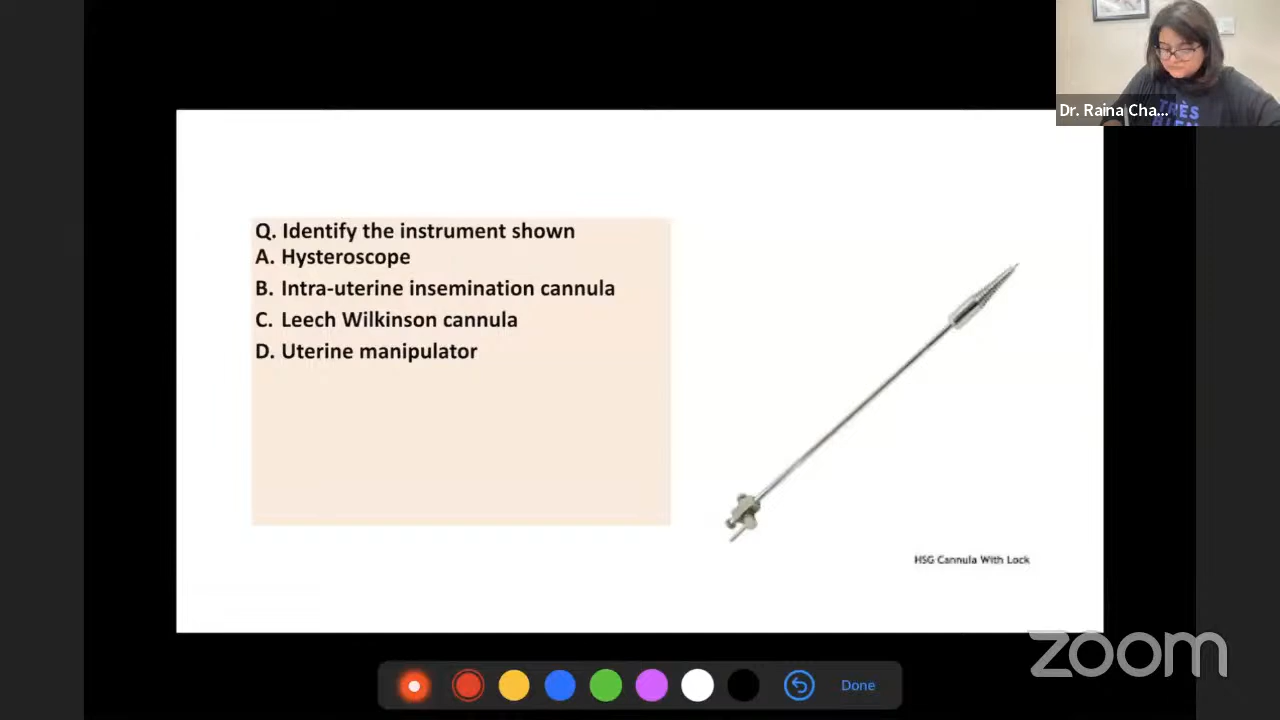 Dr. Raina Cha...
TRÈS
Q. Identify the instrument shown
A. Hysteroscope
B. Intra-uterine insemination cannula
C. Leech Wilkinson cannula
D. Uterine manipulator
HSG Cannula With Lock
zoom
Done